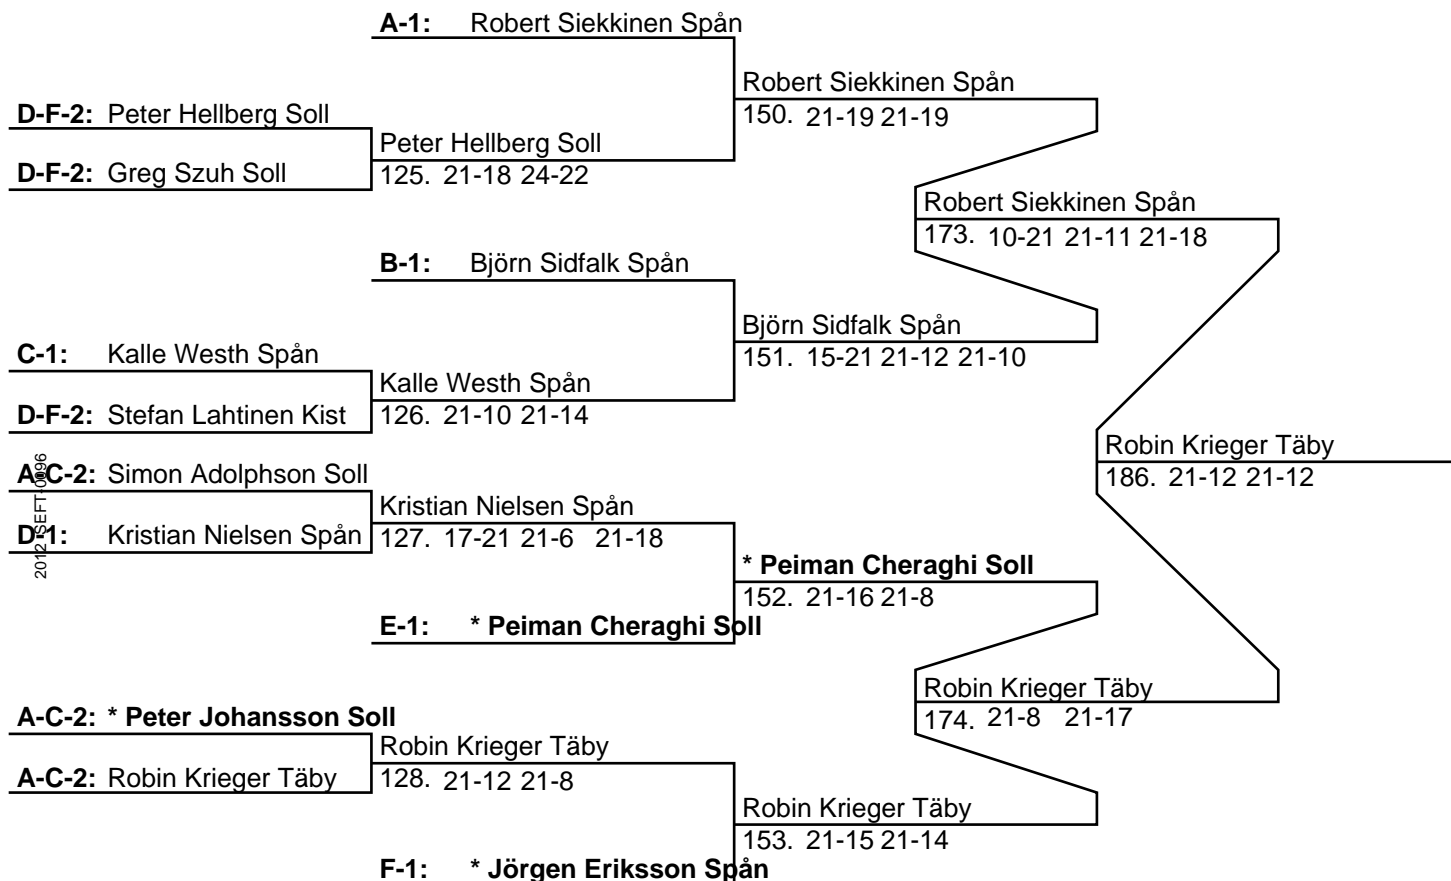 A-1: Robert Siekkinen Spån
Robert Siekkinen Spån
150. 21-19 21-19
D-F-2: Peter Hellberg Soll
Peter Hellberg Soll
D-F-2: Greg Szuh Soll
125. 21-18 24-22
Robert Siekkinen Spån
173. 10-21 21-11 21-18
B-1: Björn Sidfalk Spån
Björn Sidfalk Spån
151. 15-21 21-12 21-10
C-1: Kalle Westh Spån
Kalle Westh Spån
D-F-2: Stefan Lahtinen Kist
126. 21-10 21-14
Robin Krieger Täby
186. 21-12 21-12
A-C-2: Simon Adolphson Soll
Kristian Nielsen Spån
D-1: Kristian Nielsen Spån
127. 17-21 21-6 21-18
2012 SEFT-0096
* Peiman Cheraghi Soll
152. 21-16 21-8
E-1: * Peiman Cheraghi Soll
Robin Krieger Täby
174. 21-8 21-17
A-C-2: * Peter Johansson Soll
Robin Krieger Täby
A-C-2: Robin Krieger Täby
128. 21-12 21-8
Robin Krieger Täby
153. 21-15 21-14
F-1: * Jörgen Eriksson Spån